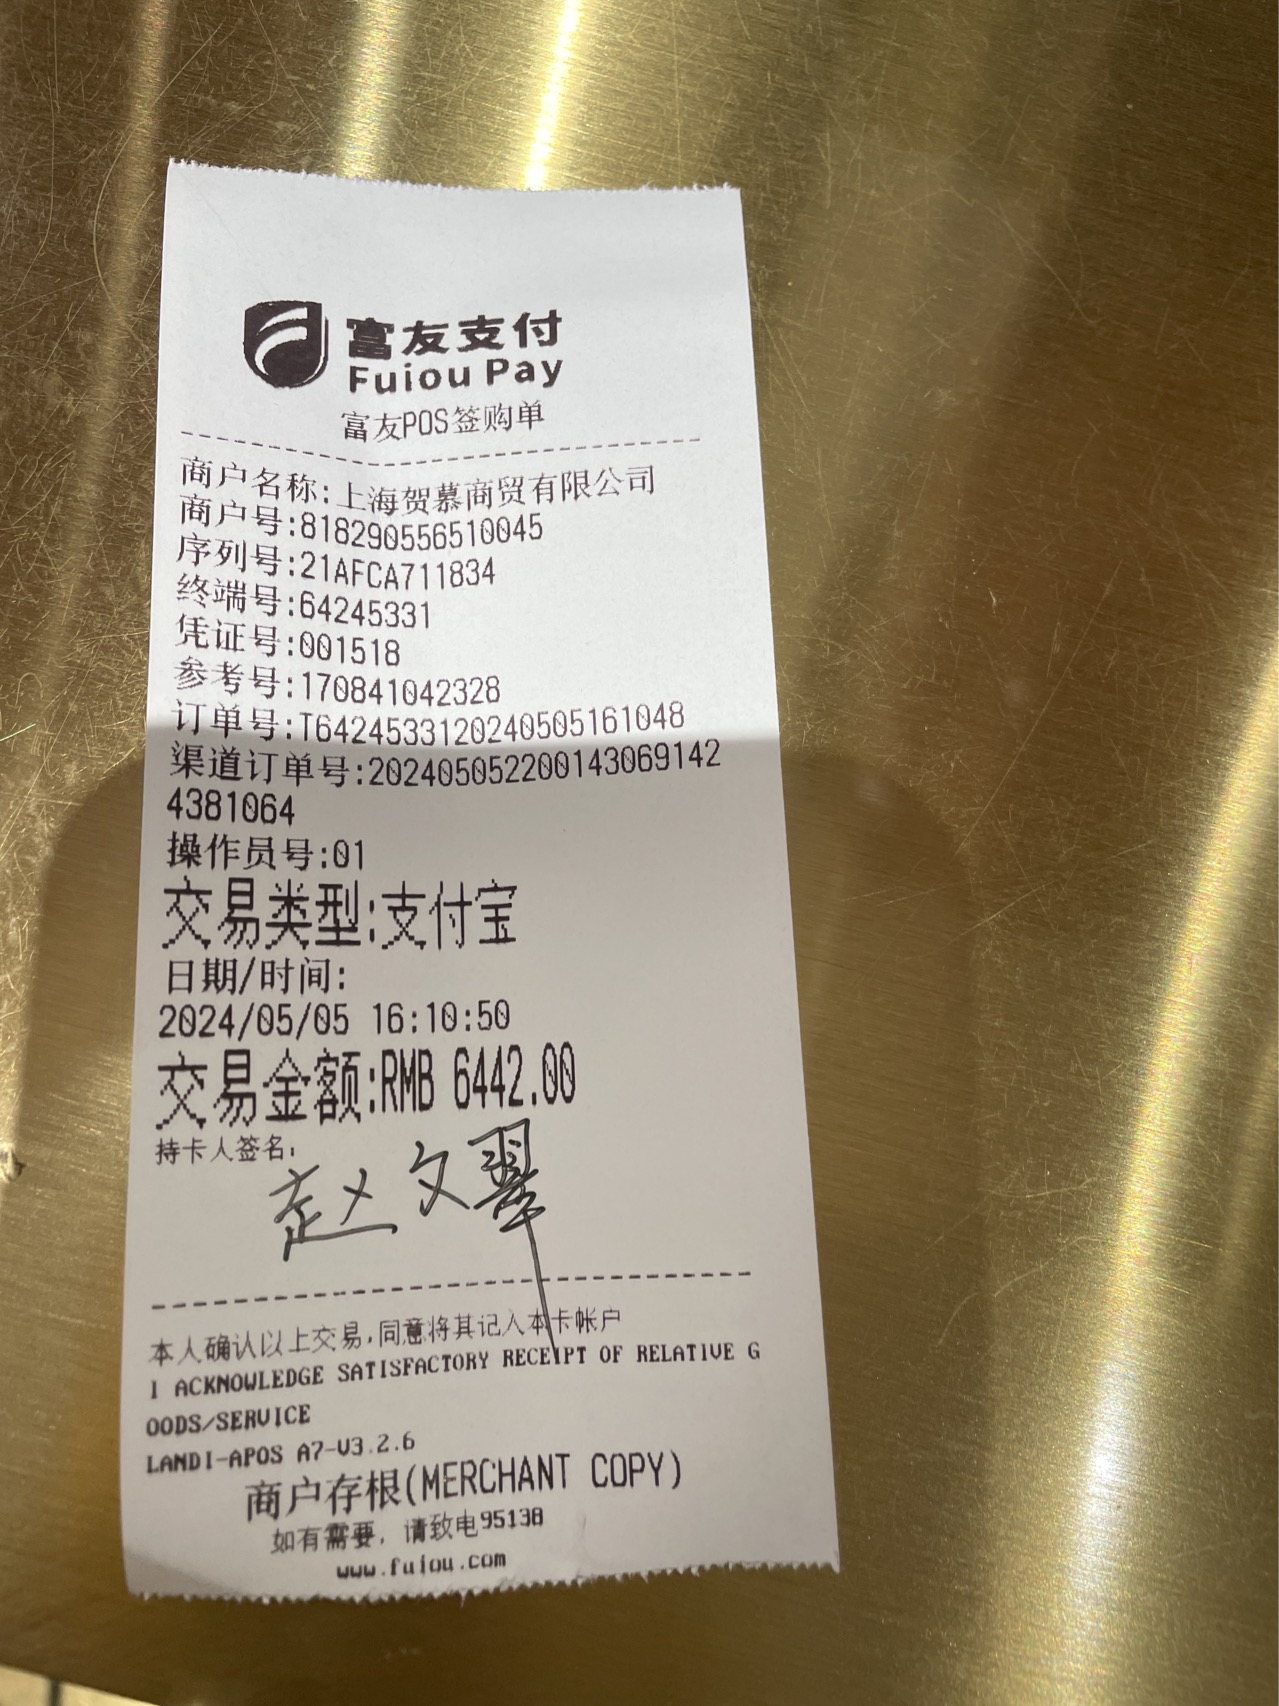 富友支付
Fuiou Pay
富友POS签购单
商户名称:上海贺慕商贸有限公司
商户号:818290556510045
序列号:21AFCA711834
终端号:64245331
凭证号:001518
参考号:170841042328
订单号:T6424533120240505161048
渠道订单号:202405052200143069142
4381064
操作员号:01
交易类型:支付宝
日期/时间:
2024/05/05 16:10:50
交易金额:RMB 6442.00
持卡人签名:
赵文翠
本人确认以上交易,同意将其记入本卡帐户
I ACKNOWLEDGE SATISFACTORY RECEIPT OF RELATIVE G
OODS/SERVICE
LANDI-APOS A7-V3.2.6
商户存根(MERCHANT COPY)
如有需要，请致电95138
www.fuiou.com